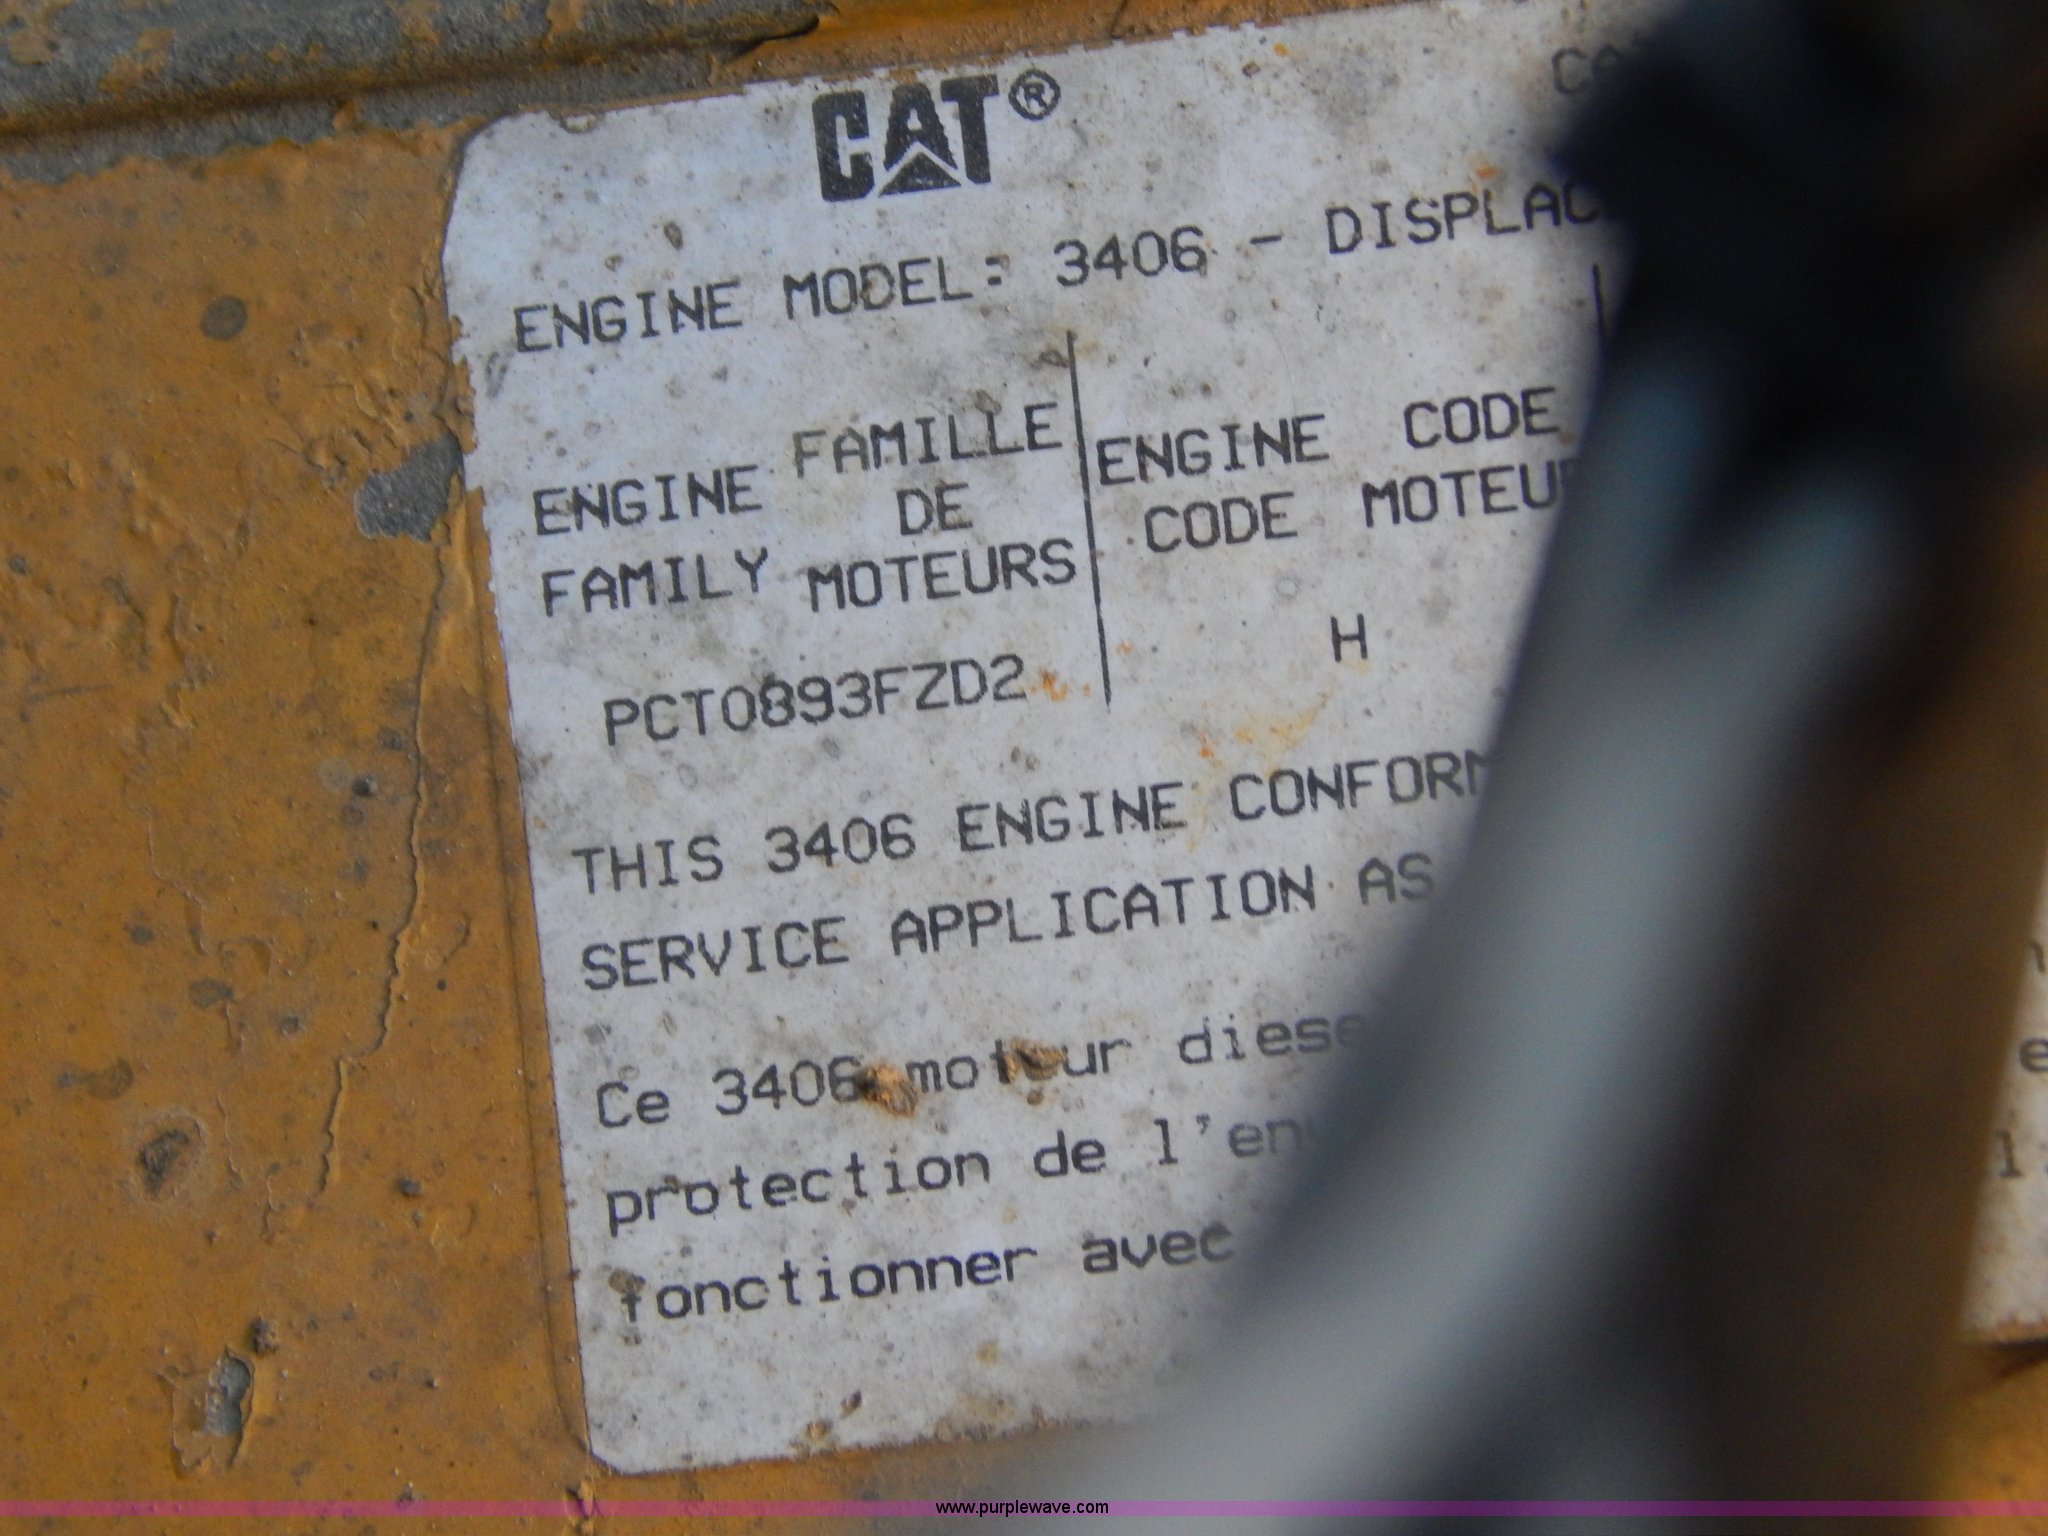 CAT®
ENGINE MODEL: 3406 - DISPLAC
ENGINE FAMILY
FAMILLE DE MOTEURS
ENGINE CODE
CODE MOTEUR
PCT0893FZD2
H
THIS 3406 ENGINE CONFORM
SERVICE APPLICATION AS
Ce 3406 moteur diese
protection de l'env
fonctionner avec
www.purplewave.com